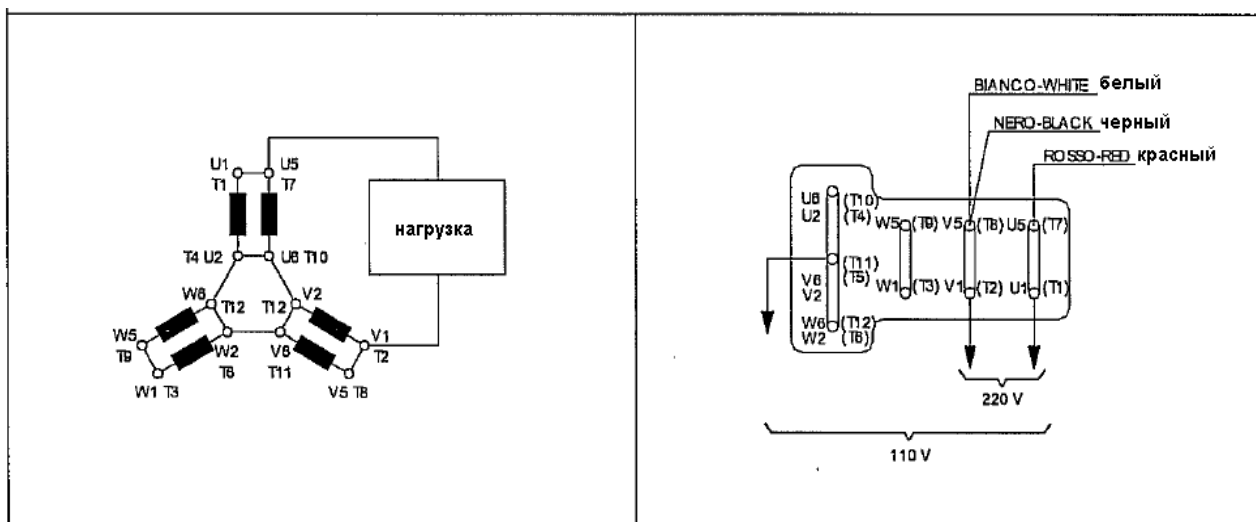 U1 U5
T1 T7
нагрузка
T4 U2 U6 T10
W6 T12 T12 V2
W5 V1
T9 W2 V6 T2
W1 T3 T6 T11 V5 T8
BIANCO-WHITE белый
NERO-BLACK черный
ROSSO-RED красный
U6 (T10)
U2 (T4)
W5 (T9) V5 (T8) U5 (T7)
(T11)
V6 (T5)
V2
W1 (T3) V1 (T2) U1 (T1)
W6 (T12)
W2 (T6)
220 V
110 V